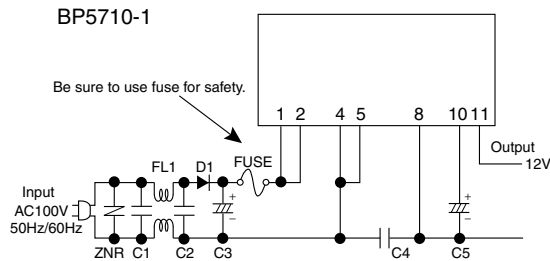 BP5710-1
Be sure to use fuse for safety.
1 2 4 5 8 10 11
Output
12V
FL1 D1 FUSE
Input
AC100V
50Hz/60Hz
+
-
+
-
ZNR C1 C2 C3 C4 C5